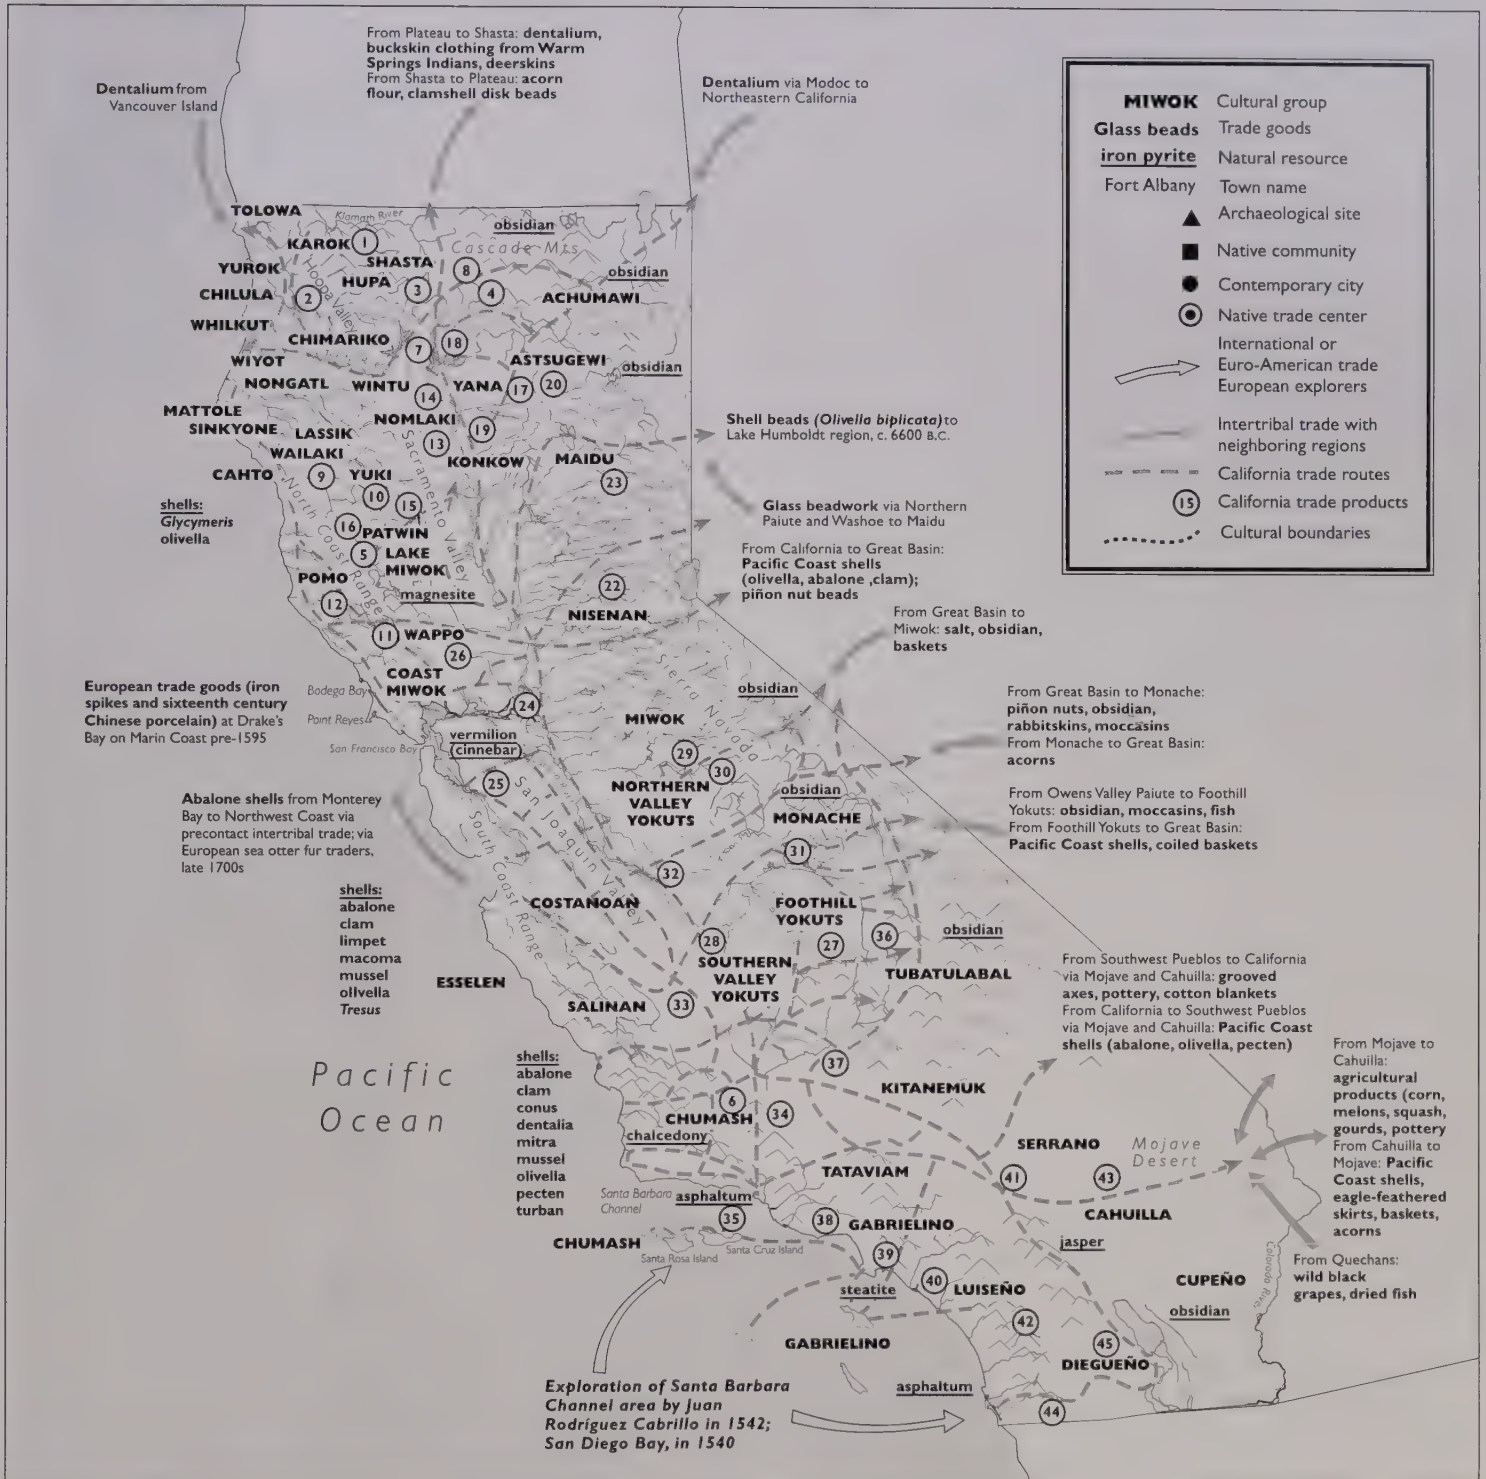 From Plateau to Shasta: dentalium,
buckskin clothing from Warm
Springs Indians, deerskins
From Shasta to Plateau: acorn
flour, clamshell disk beads
Dentalium from
Vancouver Island
Dentalium via Modoc to
Northeastern California
MIWOK Cultural group
Glass beads Trade goods
iron pyrite Natural resource
Fort Albany Town name
Archaeological site
Native community
Contemporary city
Native trade center
International or
Euro-American trade
European explorers
Intertribal trade with
neighboring regions
California trade routes
15 California trade products
Cultural boundaries
TOLOWA
Klamath River
obsidian
KAROK 1
Cascade Mts.
SHASTA
YUROK
8
obsidian
HUPA 3
Hoopa Valley
CHILULA 2
4
ACHUMAWI
WHILKUT
CHIMARIKO 7
18
WIYOT
ASTSUGEWI
obsidian
NONGATL
WINTU 14
YANA 17
20
MATTOLE
SINKYONE
NOMLAKI 13
19
LASSIK
WAILAKI 9
Sacramento Valley
KONKOW
MAIDU 23
CAHTO
YUKI 10
15
North Coast Range
shells:
Glycymeris
olivella
16 PATWIN
5 LAKE
MIWOK
POMO 12
magnesite
22
NISENAN
11 WAPPO
26
COAST
MIWOK
Bodega Bay
Point Reyes
San Francisco Bay
24
Shell beads (Olivella biplicata) to
Lake Humboldt region, c. 6600 B.C.
Glass beadwork via Northern
Paiute and Washoe to Maidu
From California to Great Basin:
Pacific Coast shells
(olivella, abalone ,clam);
piñon nut beads
From Great Basin to
Miwok: salt, obsidian,
baskets
Sierra Nevada
obsidian
European trade goods (iron
spikes and sixteenth century
Chinese porcelain) at Drake's
Bay on Marin Coast pre-1595
vermilion
(cinnebar)
25
MIWOK
29
30
NORTHERN
VALLEY
YOKUTS
obsidian
MONACHE
31
32
San Joaquin Valley
South Coast Range
From Great Basin to Monache:
piñon nuts, obsidian,
rabbitskins, moccasins
From Monache to Great Basin:
acorns
From Owens Valley Paiute to Foothill
Yokuts: obsidian, moccasins, fish
From Foothill Yokuts to Great Basin:
Pacific Coast shells, coiled baskets
Abalone shells from Monterey
Bay to Northwest Coast via
precontact intertribal trade; via
European sea otter fur traders,
late 1700s
shells:
abalone
clam
limpet
macoma
mussel
olivella
Tresus
COSTANOAN
FOOTHILL
YOKUTS
27
36
obsidian
28
SOUTHERN
VALLEY
YOKUTS
TUBATULABAL
ESSELEN
SALINAN
33
From Southwest Pueblos to California
via Mojave and Cahuilla: grooved
axes, pottery, cotton blankets
From California to Southwest Pueblos
via Mojave and Cahuilla: Pacific Coast
shells (abalone, olivella, pecten)
From Mojave to
Cahuilla:
agricultural
products (corn,
melons, squash,
gourds, pottery
From Cahuilla to
Mojave: Pacific
Coast shells,
eagle-feathered
skirts, baskets,
acorns
From Quechans:
wild black
grapes, dried fish
Pacific
Ocean
shells:
abalone
clam
conus
dentalia
mitra
mussel
olivella
pecten
turban
37
KITANEMUK
6
CHUMASH 34
chalcedony
TATAVIAM
SERRANO
Mojave
Desert
41
43
CAHUILLA
jasper
Santa Barbara
Channel
asphaltum
35
38
GABRIELINO
CHUMASH
Santa Rosa Island
Santa Cruz Island
39
steatite
40
LUISEÑO
42
CUPEÑO
obsidian
Colorado River
GABRIELINO
45
DIEGUEÑO
asphaltum
44
Exploration of Santa Barbara
Channel area by Juan
Rodríguez Cabrillo in 1542;
San Diego Bay, in 1540